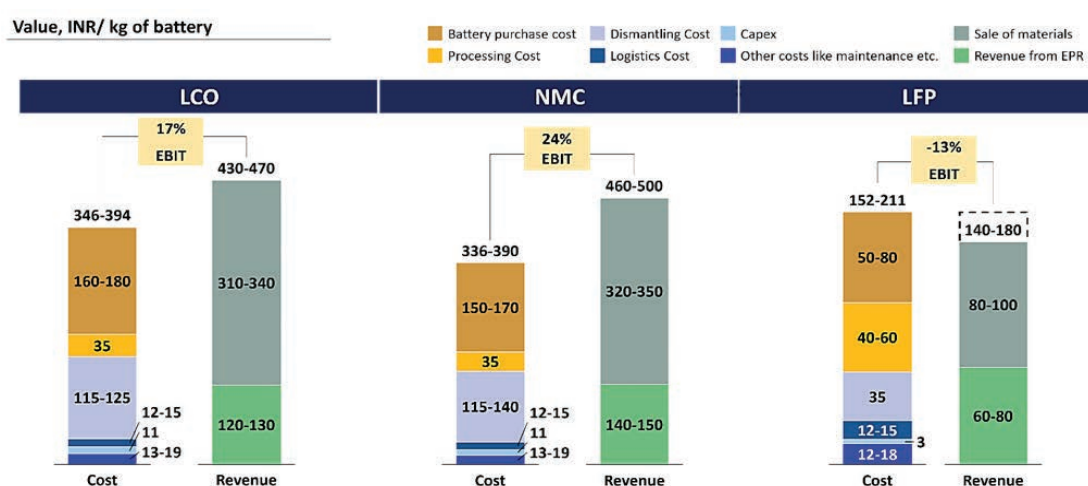 Value, INR/ kg of battery
Battery purchase cost
Dismantling Cost
Capex
Sale of materials
Processing Cost
Logistics Cost
Other costs like maintenance etc.
Revenue from EPR
LCO
NMC
LFP
17%
EBIT
346-394
430-470
160-180
35
115-125
12-15
11
13-19
310-340
120-130
Cost
Revenue
24%
EBIT
336-390
460-500
150-170
35
115-140
12-15
11
13-19
320-350
140-150
Cost
Revenue
-13%
EBIT
152-211
140-180
50-80
40-60
35
12-15
3
12-18
80-100
60-80
Cost
Revenue